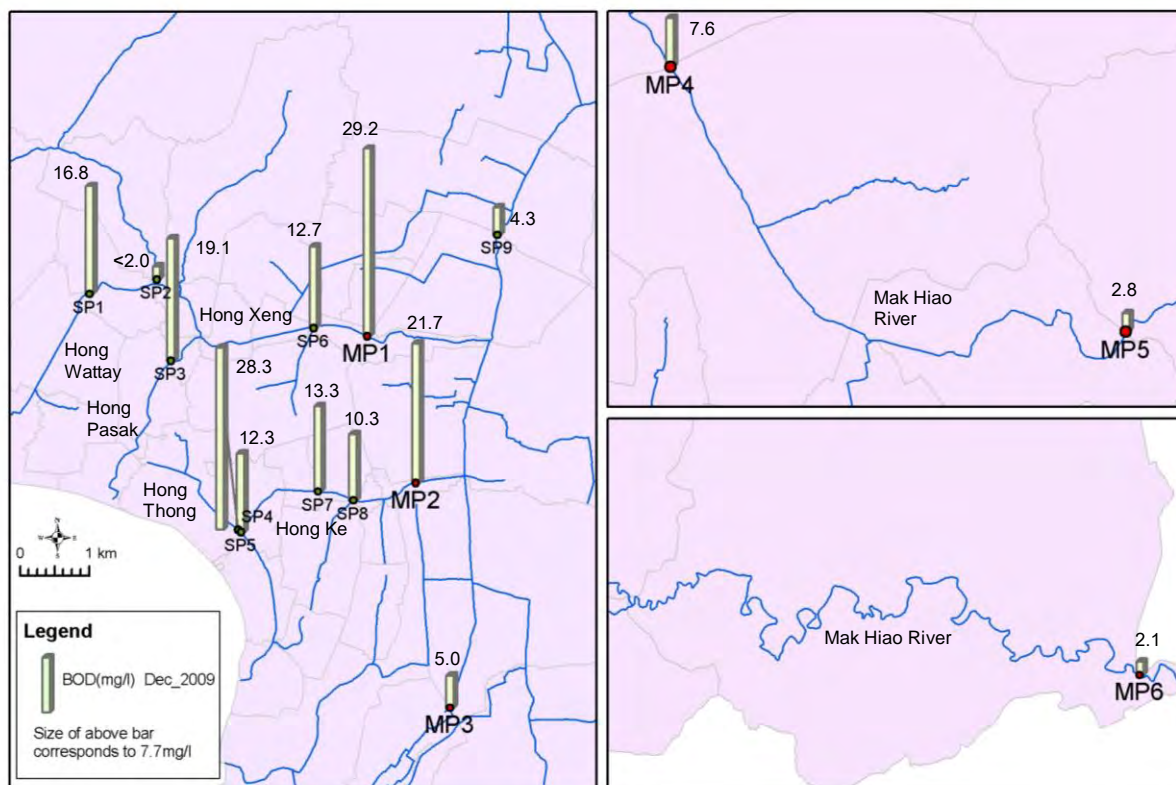 29.2
16.8
<2.0
19.1
12.7
4.3
SP9
SP1
SP2
Hong Xeng
SP6
MP1
21.7
Hong
Wattay
SP3
28.3
13.3
10.3
Hong
Pasak
12.3
Hong
Thong
SP4
SP5
Hong Ke
SP7
SP8
MP2
N
W
E
S
0
1 km
5.0
MP3
Legend
BOD(mg/l) Dec_2009
Size of above bar
corresponds to 7.7mg/l
7.6
MP4
Mak Hiao
River
2.8
MP5
Mak Hiao River
2.1
MP6